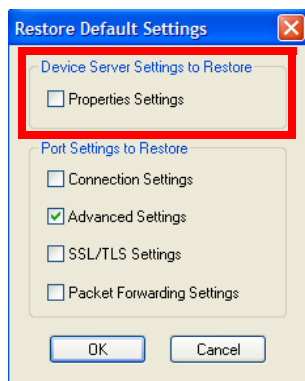 Restore Default Settings
Device Server Settings to Restore
Properties Settings
Port Settings to Restore
Connection Settings
Advanced Settings
SSL/TLS Settings
Packet Forwarding Settings
OK Cancel